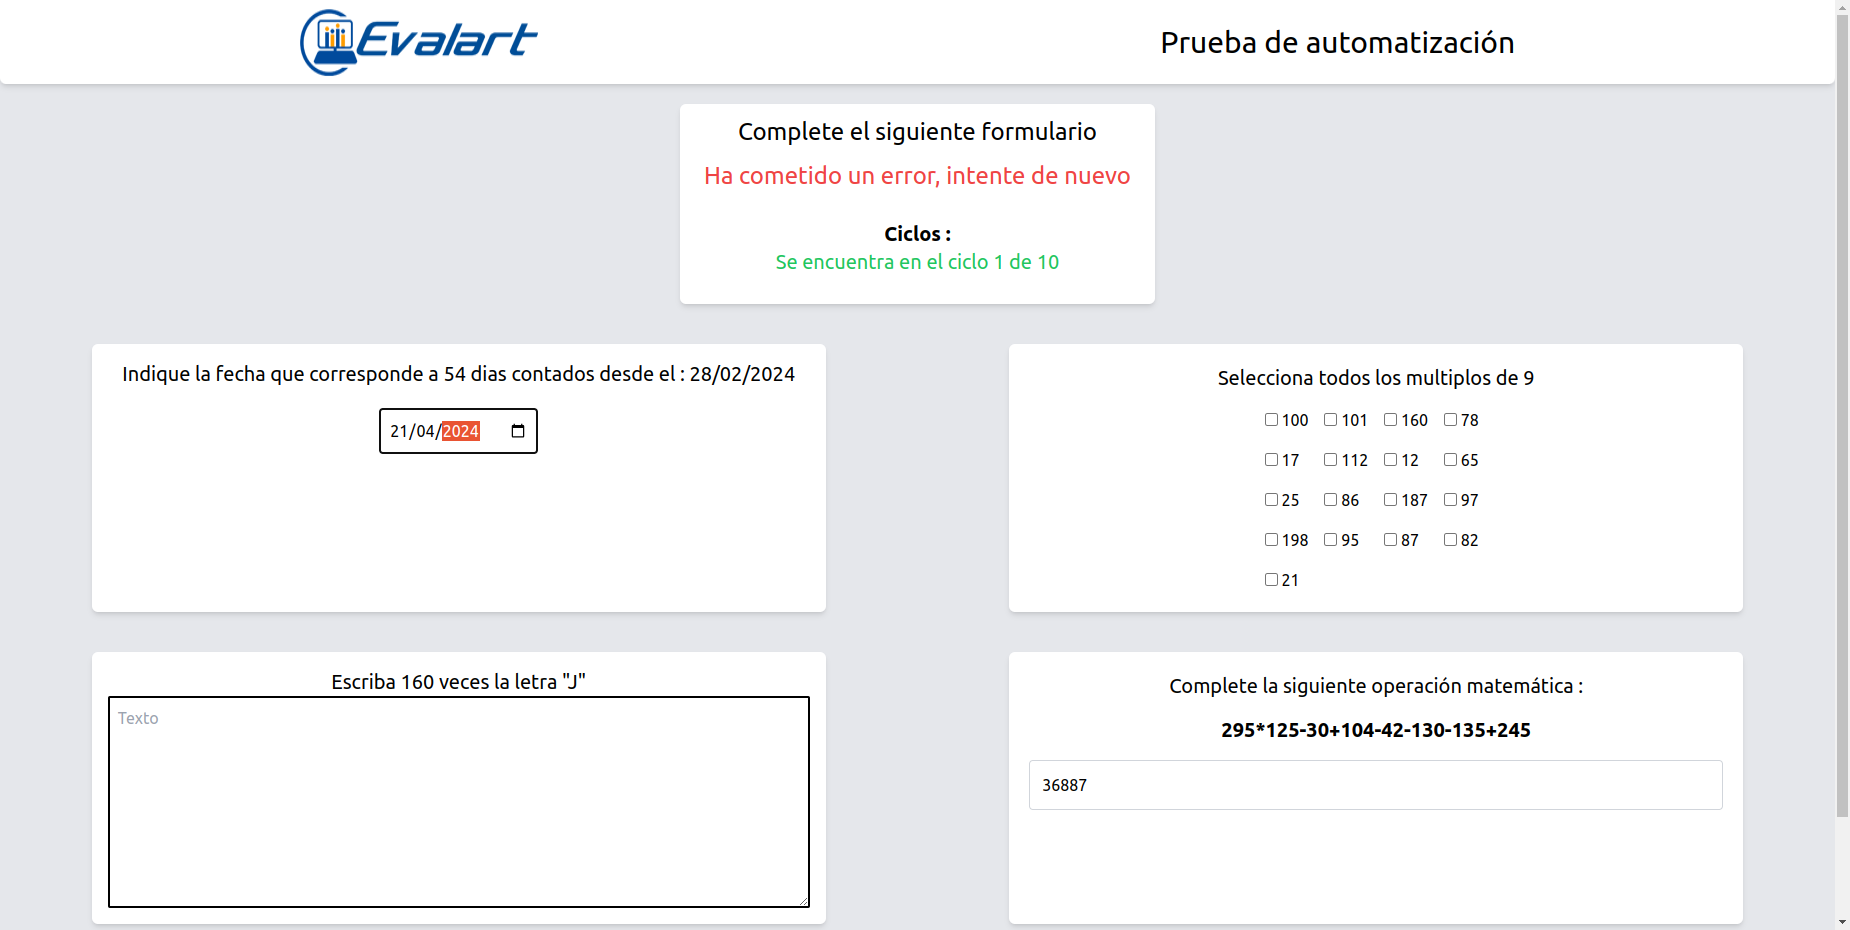 Evalart
Prueba de automatización
Complete el siguiente formulario
Ha cometido un error, intente de nuevo
Ciclos :
Se encuentra en el ciclo 1 de 10
Indique la fecha que corresponde a 54 dias contados desde el : 28/02/2024
21/04/2024
Selecciona todos los multiplos de 9
100 101 160 78
17 112 12 65
25 86 187 97
198 95 87 82
21
Escriba 160 veces la letra "J"
Texto
Complete la siguiente operación matemática :
295*125-30+104-42-130-135+245
36887